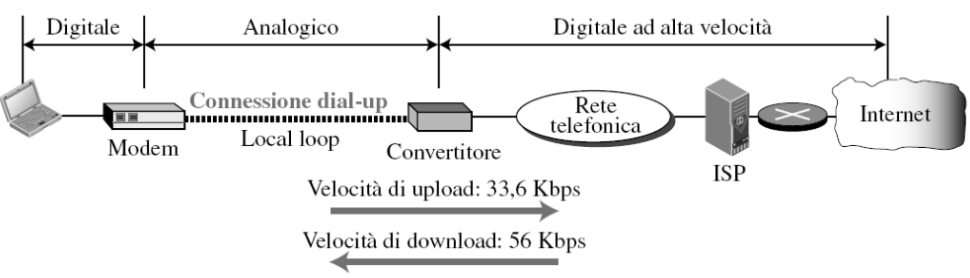 Digitale
Analogico
Digitale ad alta velocità
Connessione dial-up
Local loop
Modem
Convertitore
Rete
telefonica
ISP
Internet
Velocità di upload: 33,6 Kbps
Velocità di download: 56 Kbps